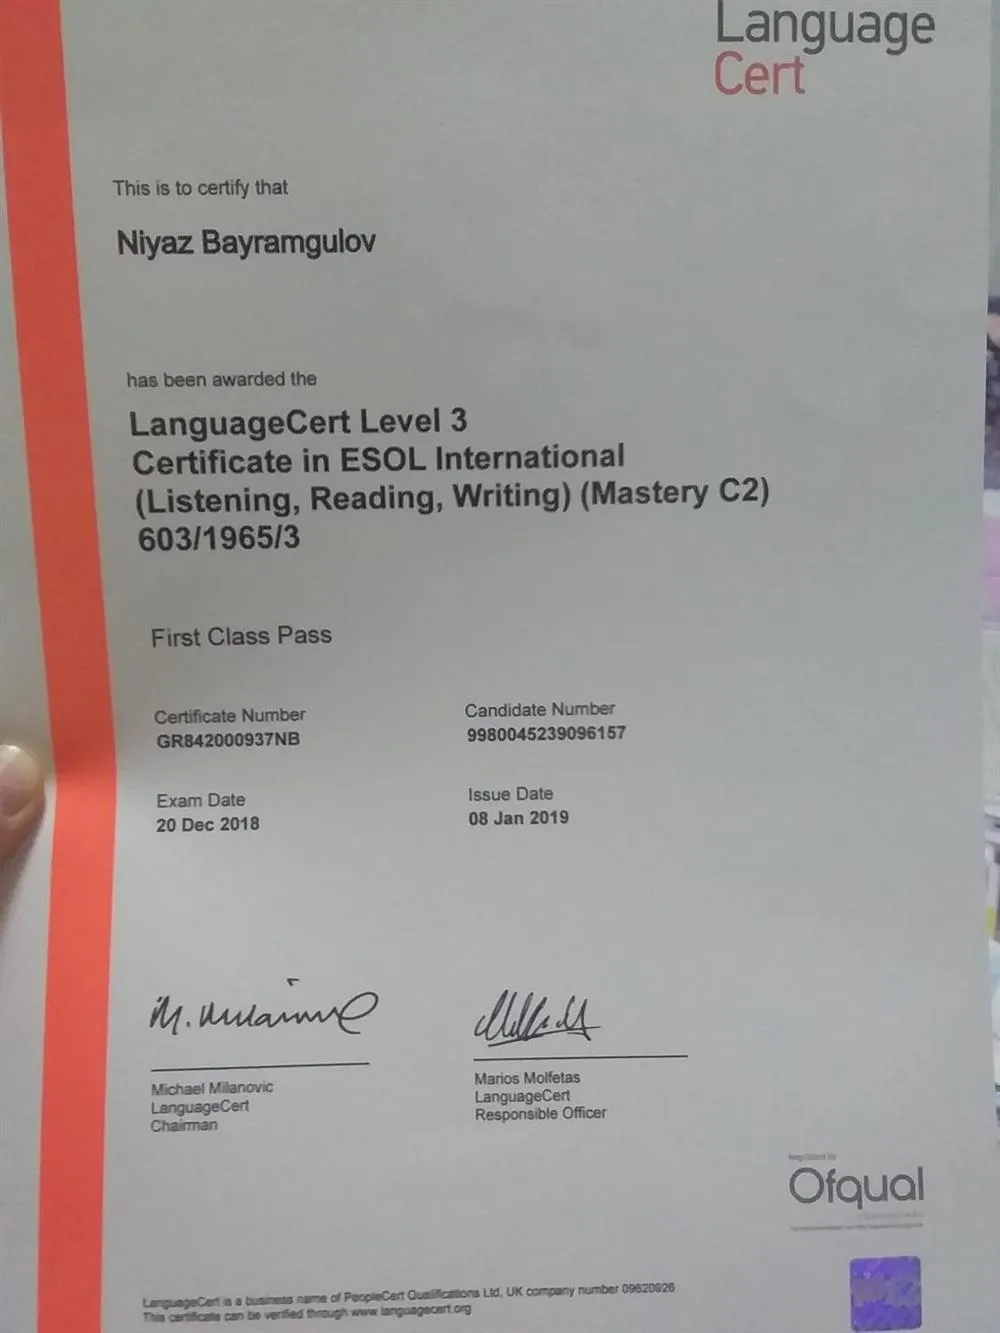 Language
Cert
This is to certify that
Niyaz Bayramgulov
has been awarded the
LanguageCert Level 3
Certificate in ESOL International
(Listening, Reading, Writing) (Mastery C2)
603/1965/3
First Class Pass
Certificate Number
GR842000937NB
Candidate Number
9980045239096157
Exam Date
20 Dec 2018
Issue Date
08 Jan 2019
Michael Milanovic
LanguageCert
Chairman
Marios Molfetas
LanguageCert
Responsible Officer
Regulated by
Ofqual
LanguageCert is a business name of PeopleCert Qualifications Ltd, UK company number 09620926
This certificate can be verified through www.languagecert.org